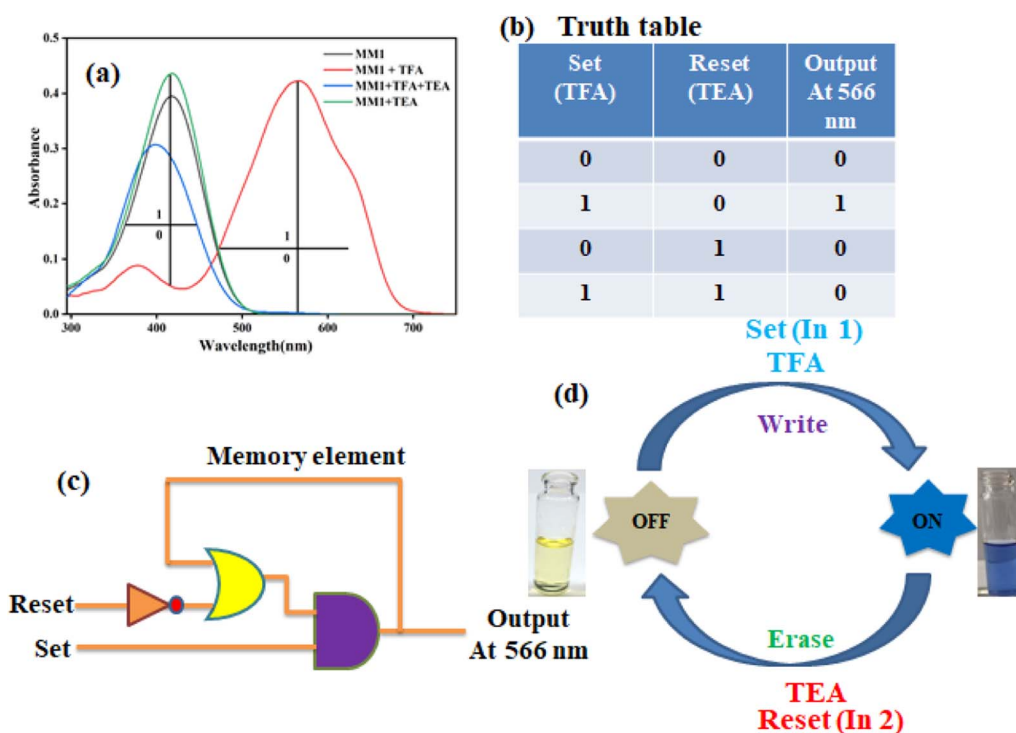 (a)
0.5
0.4
0.3
0.2
0.1
0.0
300
400
500
600
700
Absorbance
Wavelength(nm)
MM1
MM1 + TFA
MM1+TFA+TEA
MM1+TEA
1
0
1
0
(b) Truth table
Set (TFA) Reset (TEA) Output At 566 nm
0 0 0
1 0 1
0 1 0
1 1 0
(c)
Memory element
Reset
Set
Output
At 566 nm
(d)
Set (In 1)
TFA
Write
OFF
ON
Erase
TEA
Reset (In 2)